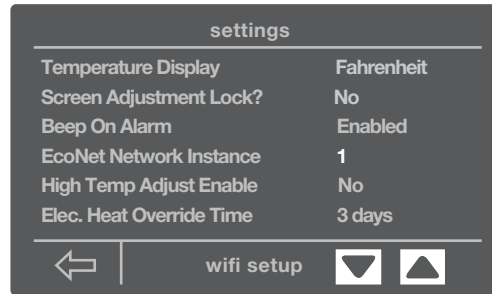 settings
Temperature Display Fahrenheit
Screen Adjustment Lock? No
Beep On Alarm Enabled
EcoNet Network Instance 1
High Temp Adjust Enable No
Elec. Heat Override Time 3 days
wifi setup